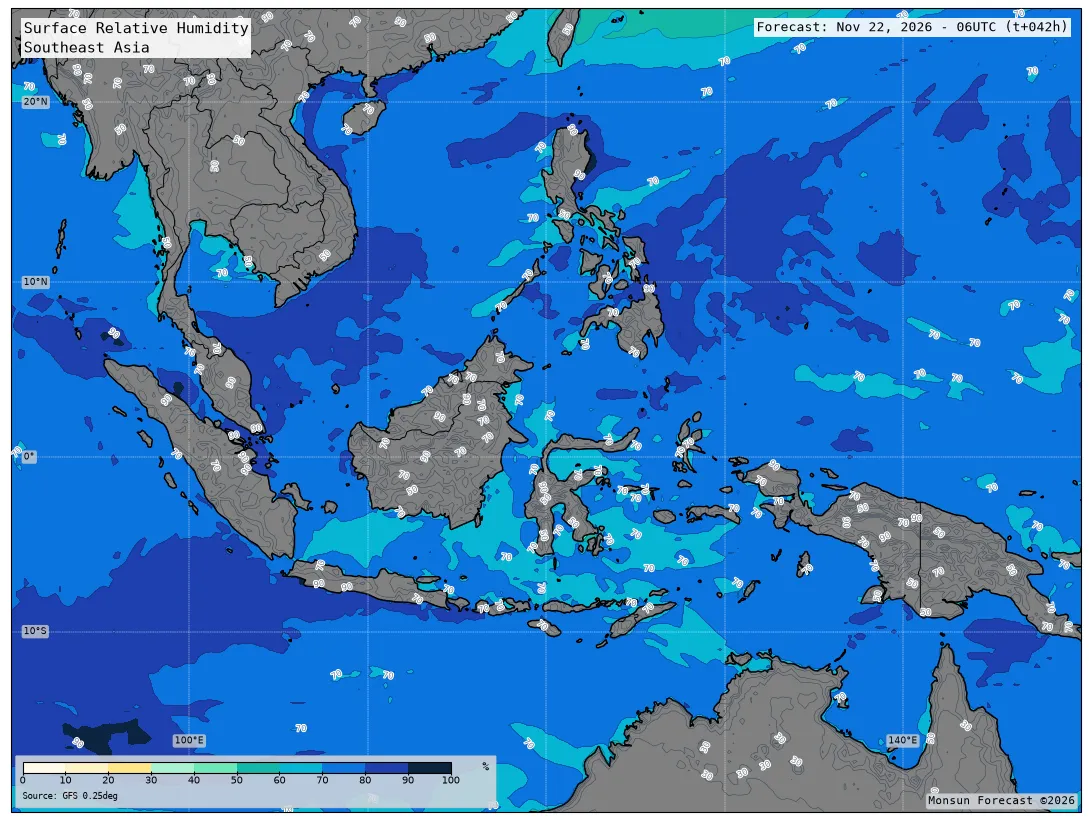 Surface Relative Humidity
Southeast Asia
Forecast: Nov 22, 2026 - 06UTC (t+042h)
20°N
10°N
0°
10°S
100°E
140°E
%
0 10 20 30 40 50 60 70 80 90 100
Source: GFS 0.25deg
Monsun Forecast ©2026